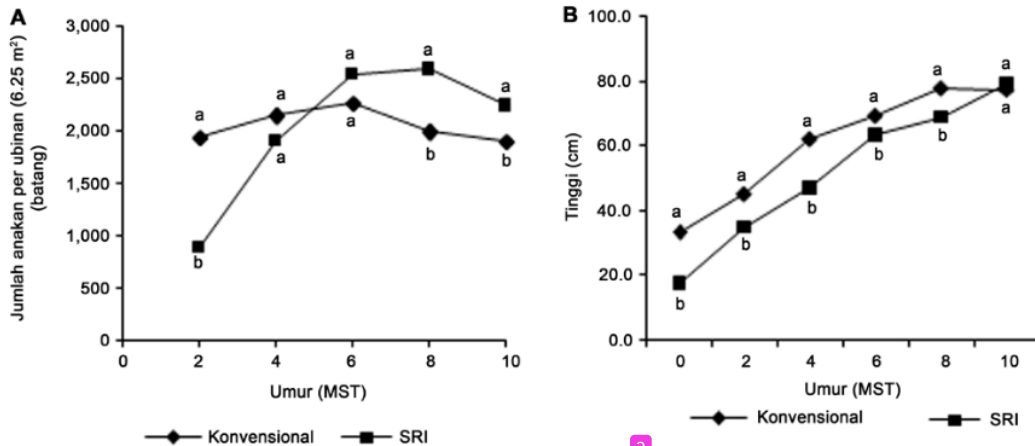 A
Jumlah anakan per ubinan (6.25 m²)
(batang)
3,000
2,500
2,000
1,500
1,000
500
0
a
a
a
a
a
a
a
b
b
b
0
2
4
6
8
10
Umur (MST)
Konvensional
SRI
B
Tinggi (cm)
100.0
80.0
60.0
40.0
20.0
0.0
a
a
a
a
a
a
a
b
b
b
b
b
0
2
4
6
8
10
Umur (MST)
Konvensional
SRI